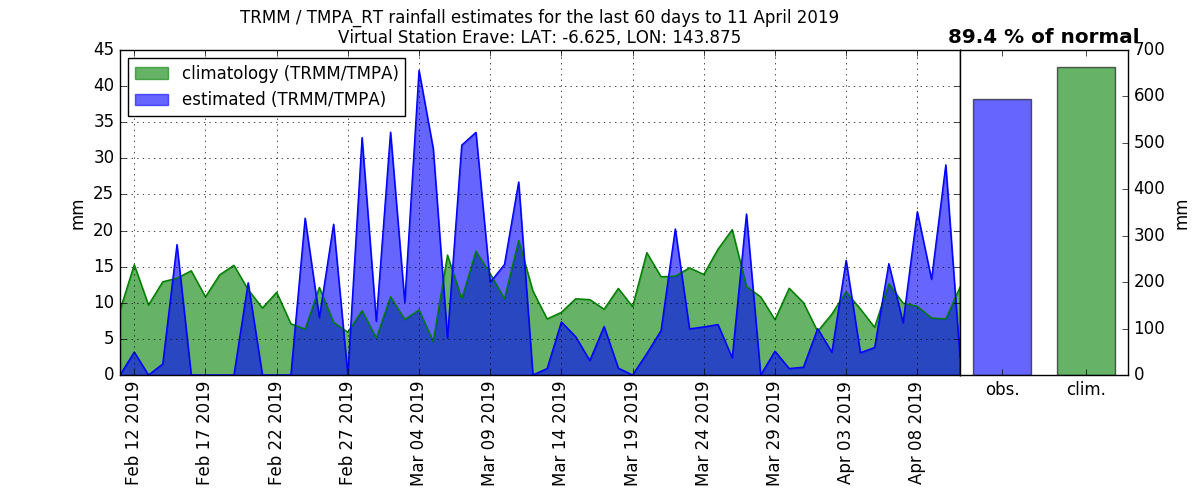 TRMM / TMPA_RT rainfall estimates for the last 60 days to 11 April 2019
Virtual Station Erave: LAT: -6.625, LON: 143.875
89.4 % of normal
climatology (TRMM/TMPA)
estimated (TRMM/TMPA)
mm
45
40
35
30
25
20
15
10
5
0
Feb 12 2019
Feb 17 2019
Feb 22 2019
Feb 27 2019
Mar 04 2019
Mar 09 2019
Mar 14 2019
Mar 19 2019
Mar 24 2019
Mar 29 2019
Apr 03 2019
Apr 08 2019
obs.
clim.
700
600
500
400
300
200
100
0
mm